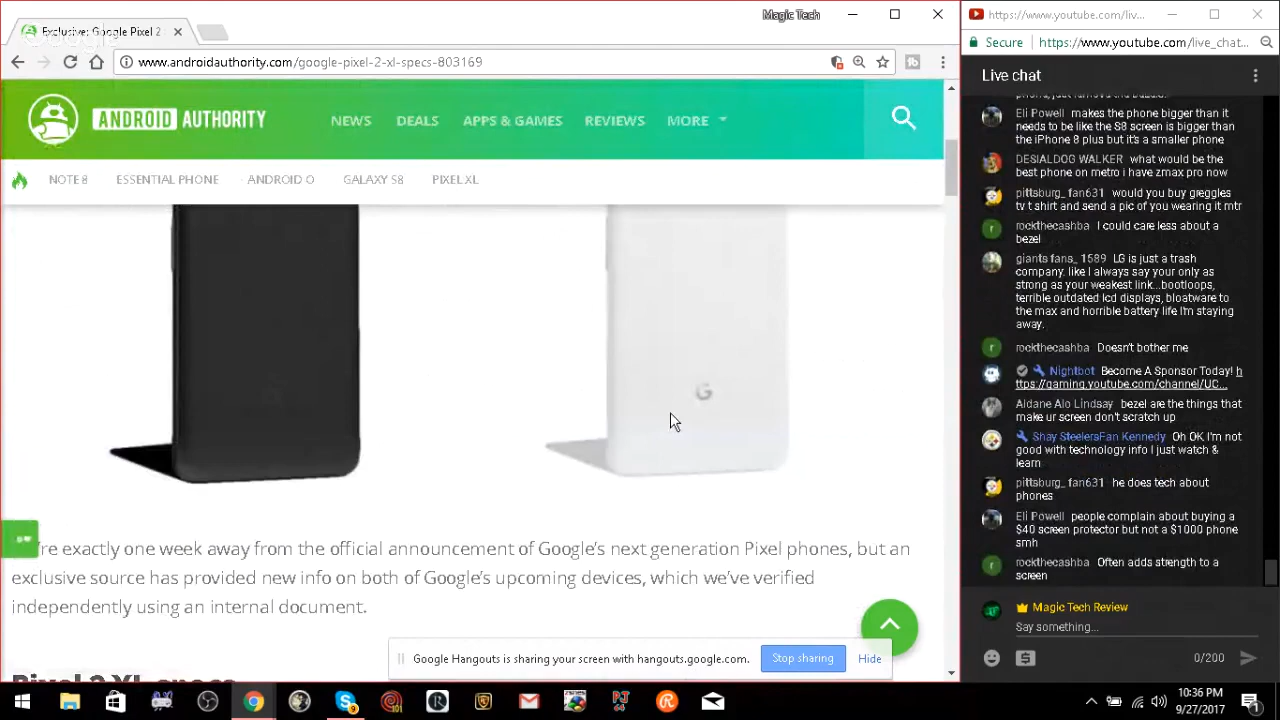 Magic Tech
Exclusive: Google Pixel 2
www.androidauthority.com/google-pixel-2-xl-specs-803169
ANDROID AUTHORITY
NEWS DEALS APPS & GAMES REVIEWS MORE
NOTE 8 ESSENTIAL PHONE ANDROID O GALAXY S8 PIXEL XL
G
're exactly one week away from the official announcement of Google's next generation Pixel phones, but an
exclusive source has provided new info on both of Google's upcoming devices, which we've verified
independently using an internal document.
Google Hangouts is sharing your screen with hangouts.google.com. Stop sharing Hide
https://www.youtube.com/liv...
Secure https://www.youtube.com/live_chat...
Live chat
Eli Powell makes the phone bigger than it
needs to be like the S8 screen is bigger than
the iPhone 8 plus but it's a smaller phone
DESIALDOG WALKER what would be the
best phone on metro i have zmax pro now
pittsburg_fan631 would you buy greggles
tv t shirt and send a pic of you wearing it mtr
rockthecashba I could care less about a
bezel
giants fans_ 1589 LG is just a trash
company. like I always say your only as
strong as your weakest link...bootloops,
terrible outdated lcd displays, bloatware to
the max and horrible battery life I'm staying
away.
rockthecashba Doesn't bother me
Nightbot Become A Sponsor Today! h
ttps://gaming.youtube.com/channel/UC...
Aidane Alo Lindsay bezel are the things that
make ur screen don't scratch up
Shay SteelersFan Kennedy Oh OK I'm not
good with technology info I just watch &
learn
pittsburg_fan631 he does tech about
phones
Eli Powell people complain about buying a
$40 screen protector but not a $1000 phone
smh
rockthecashba Often adds strength to a
screen
Magic Tech Review
Say something...
0/200
10:36 PM
9/27/2017